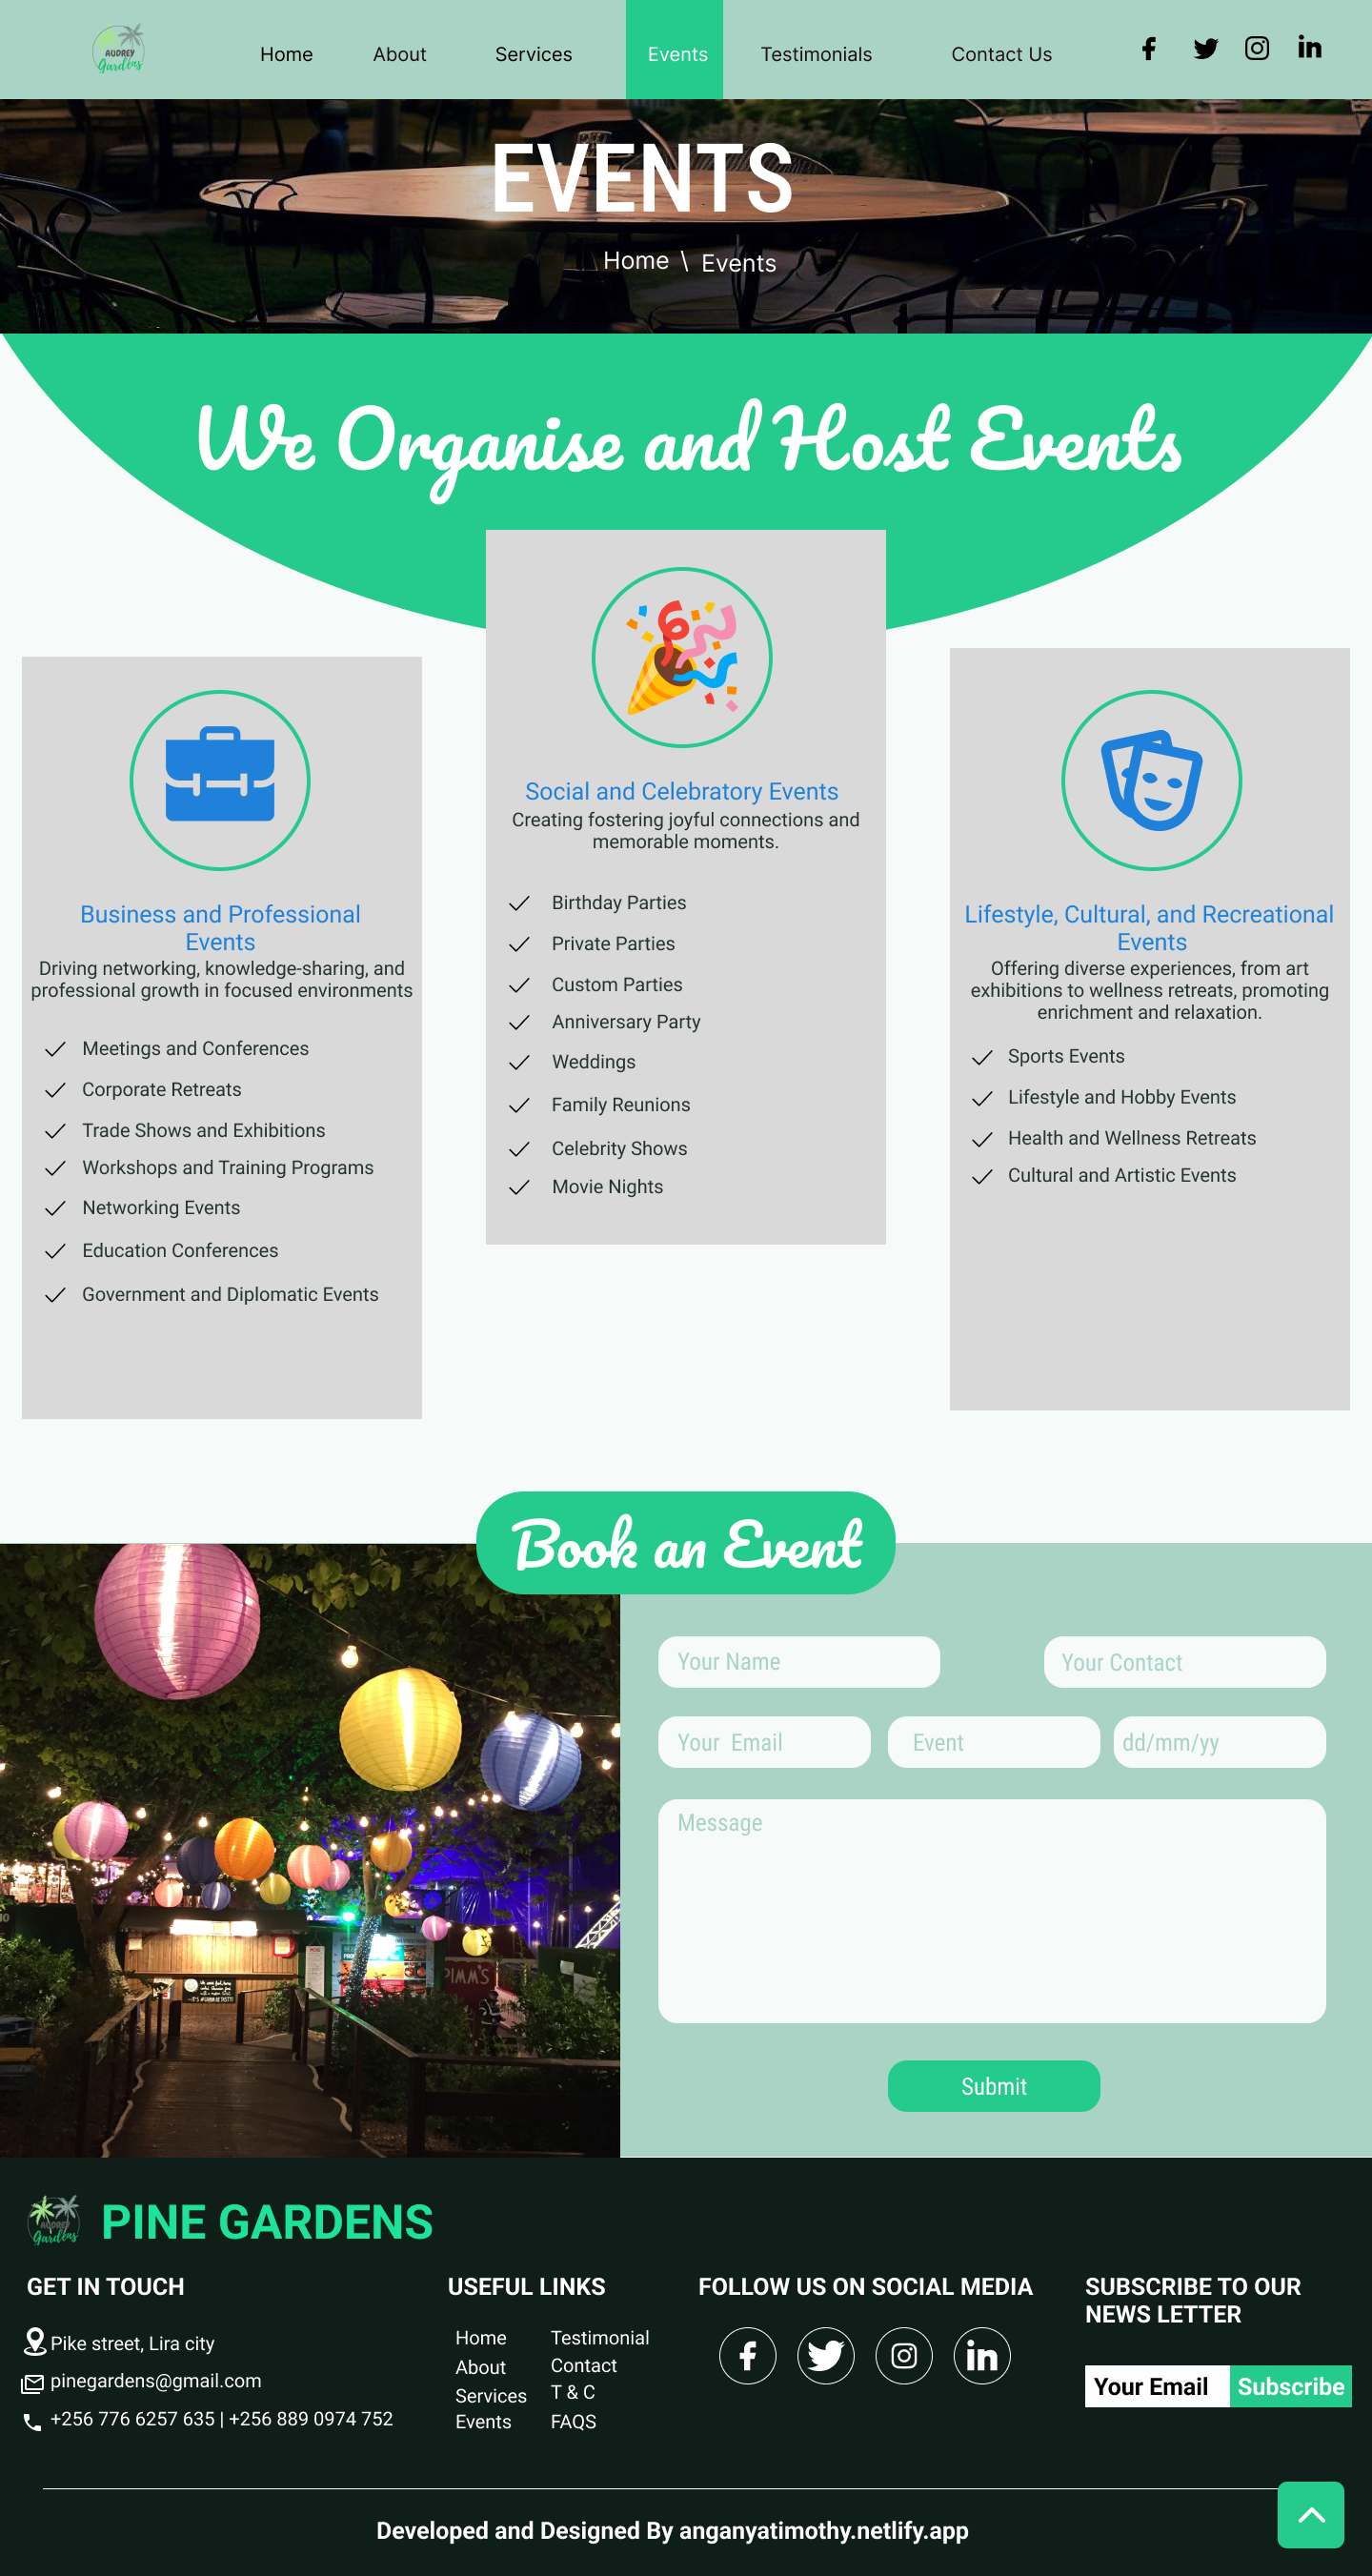 AUDREY
Gardens
Home
About
Services
Events
Testimonials
Contact Us
EVENTS
Home \ Events
We Organise and Host Events
Business and Professional
Events
Driving networking, knowledge-sharing, and
professional growth in focused environments
Meetings and Conferences
Corporate Retreats
Trade Shows and Exhibitions
Workshops and Training Programs
Networking Events
Education Conferences
Government and Diplomatic Events
Social and Celebratory Events
Creating fostering joyful connections and
memorable moments.
Birthday Parties
Private Parties
Custom Parties
Anniversary Party
Weddings
Family Reunions
Celebrity Shows
Movie Nights
Lifestyle, Cultural, and Recreational
Events
Offering diverse experiences, from art
exhibitions to wellness retreats, promoting
enrichment and relaxation.
Sports Events
Lifestyle and Hobby Events
Health and Wellness Retreats
Cultural and Artistic Events
Book an Event
PIMM'S
Your Name
Your Contact
Your Email
Event
dd/mm/yy
Message
Submit
AUDREY
Gardens
PINE GARDENS
GET IN TOUCH
Pike street, Lira city
pinegardens@gmail.com
+256 776 6257 635 | +256 889 0974 752
USEFUL LINKS
Home
About
Services
Events
Testimonial
Contact
T & C
FAQS
FOLLOW US ON SOCIAL MEDIA
SUBSCRIBE TO OUR
NEWS LETTER
Your Email
Subscribe
Developed and Designed By anganyatimothy.netlify.app